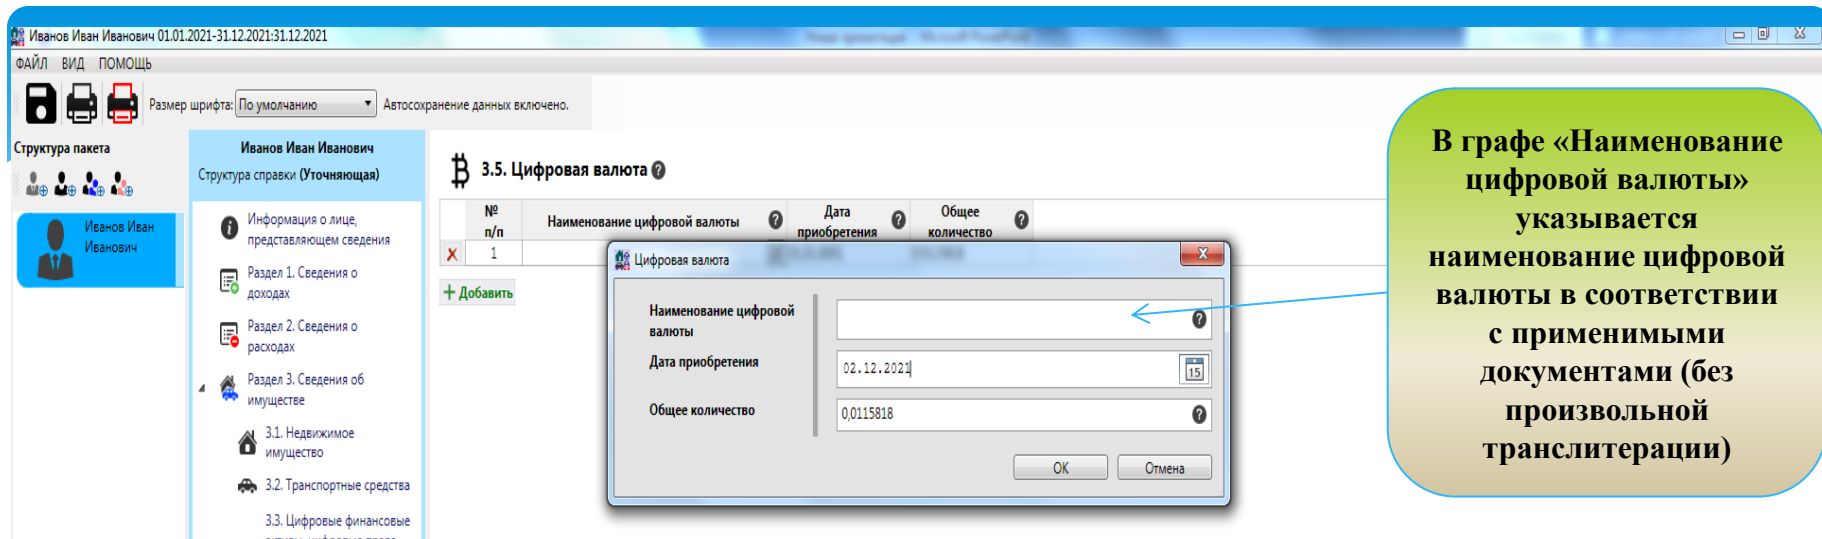 Иванов Иван Иванович 01.01.2021-31.12.2021:31.12.2021
ФАЙЛ ВИД ПОМОЩЬ
Размер шрифта: По умолчанию Автосохранение данных включено.
Структура пакета
Иванов Иван
Иванович
Иванов Иван Иванович
Структура справки (Уточняющая)
Информация о лице,
представляющем сведения
Раздел 1. Сведения о
доходах
Раздел 2. Сведения о
расходах
Раздел 3. Сведения об
имуществе
3.1. Недвижимое
имущество
3.2. Транспортные средства
3.3. Цифровые финансовые
3.5. Цифровая валюта
№
п/п
Наименование цифровой валюты
Дата
приобретения
Общее
количество
1
+ Добавить
Цифровая валюта
Наименование цифровой
валюты
Дата приобретения
02.12.2021
15
Общее количество
0,0115818
OK Отмена
В графе «Наименование
цифровой валюты»
указывается
наименование цифровой
валюты в соответствии
с применимыми
документами (без
произвольной
транслитерации)